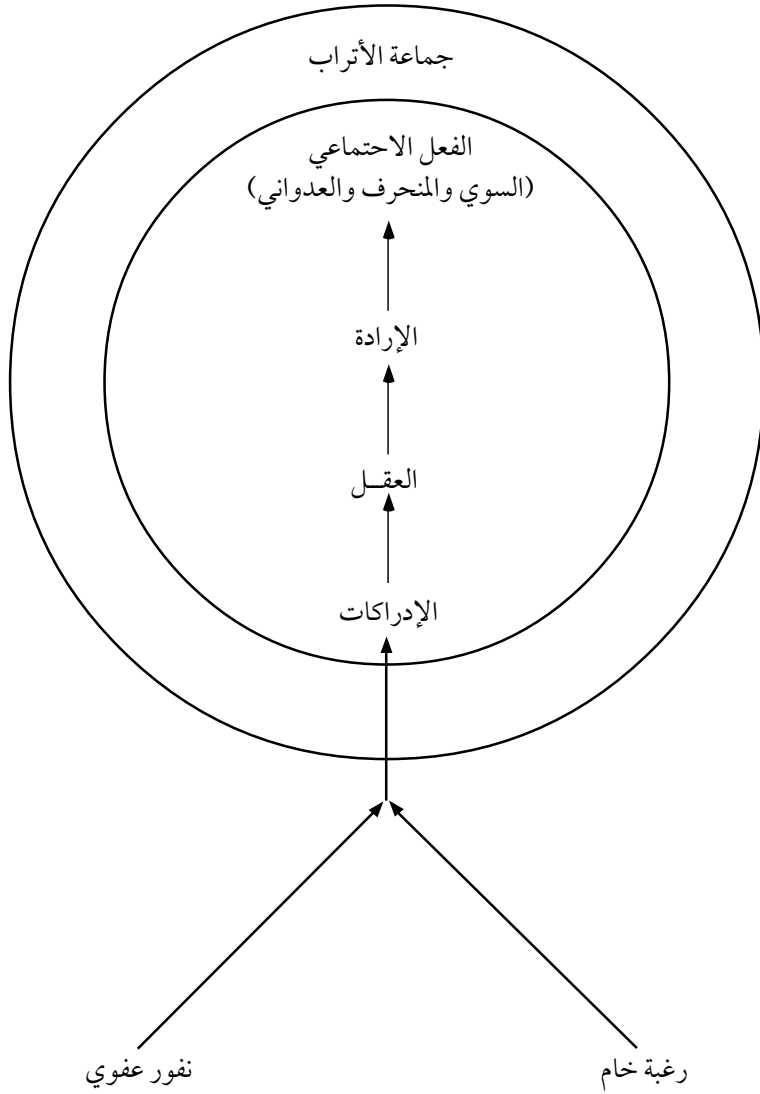 جماعة الأتراب
الفعل الاحتماعي
(السوي والمنحرف والعدواني)
الإرادة
العقـل
الإدراكات
رغبة خام
نفور عفوي